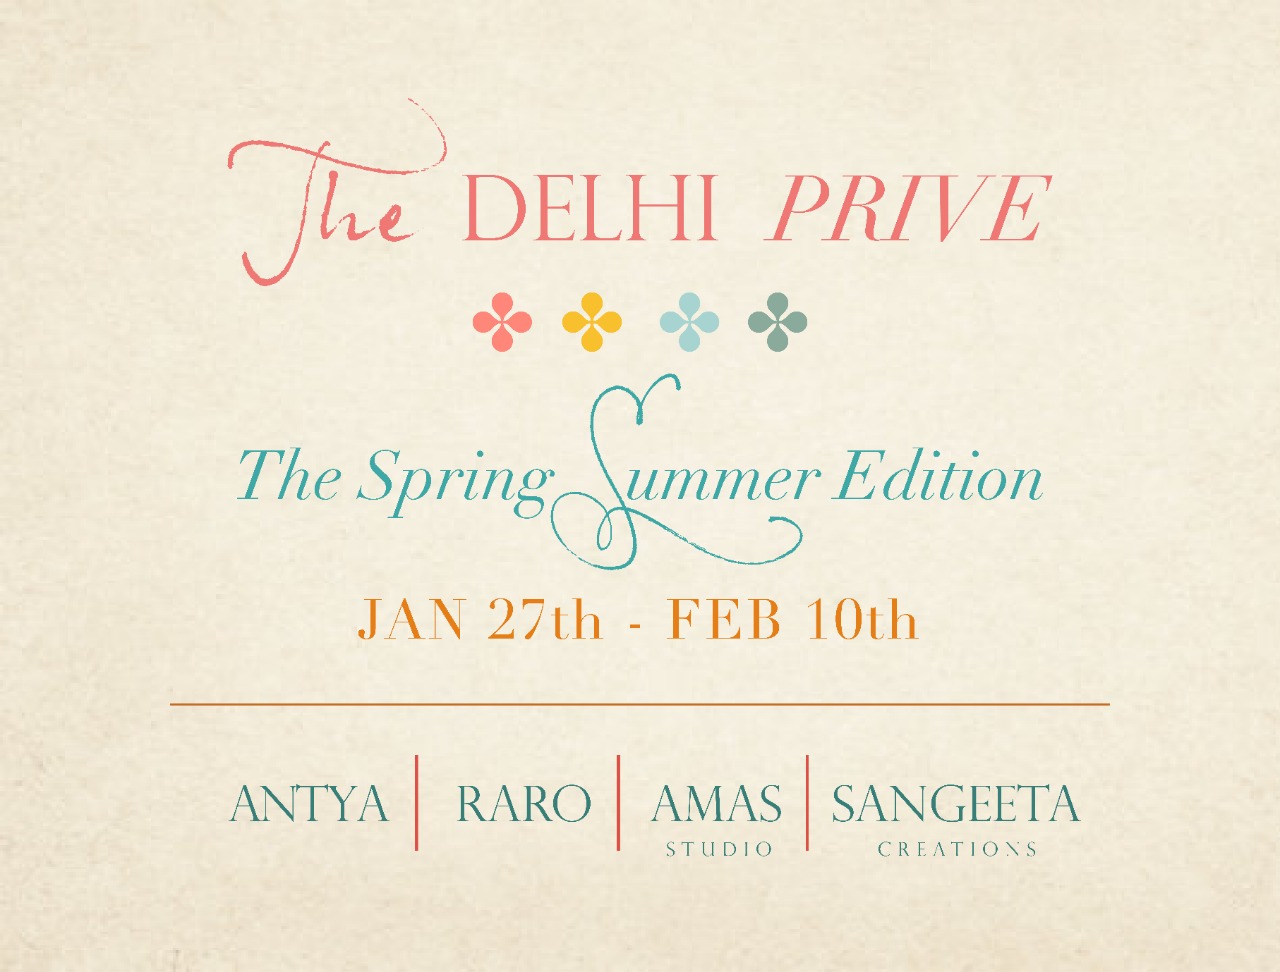 The DELHI PRIVE
The Spring Summer Edition
JAN 27th - FEB 10th
ANTYA RARO AMAS SANGEETA
STUDIO CREATIONS